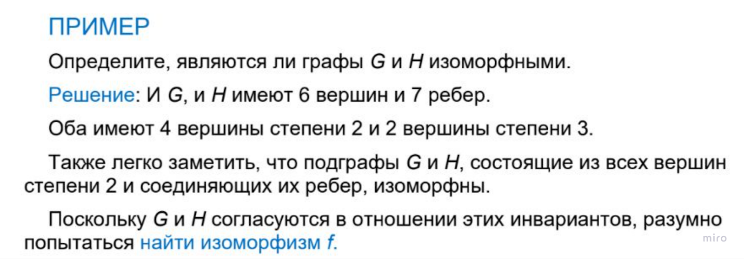 ПРИМЕР
Определите, являются ли графы G и H изоморфными.
Решение: И G, и H имеют 6 вершин и 7 ребер.
Оба имеют 4 вершины степени 2 и 2 вершины степени 3.
Также легко заметить, что подграфы G и H, состоящие из всех вершин
степени 2 и соединяющих их ребер, изоморфны.
Поскольку G и H согласуются в отношении этих инвариантов, разумно
попытаться найти изоморфизм f.
miro